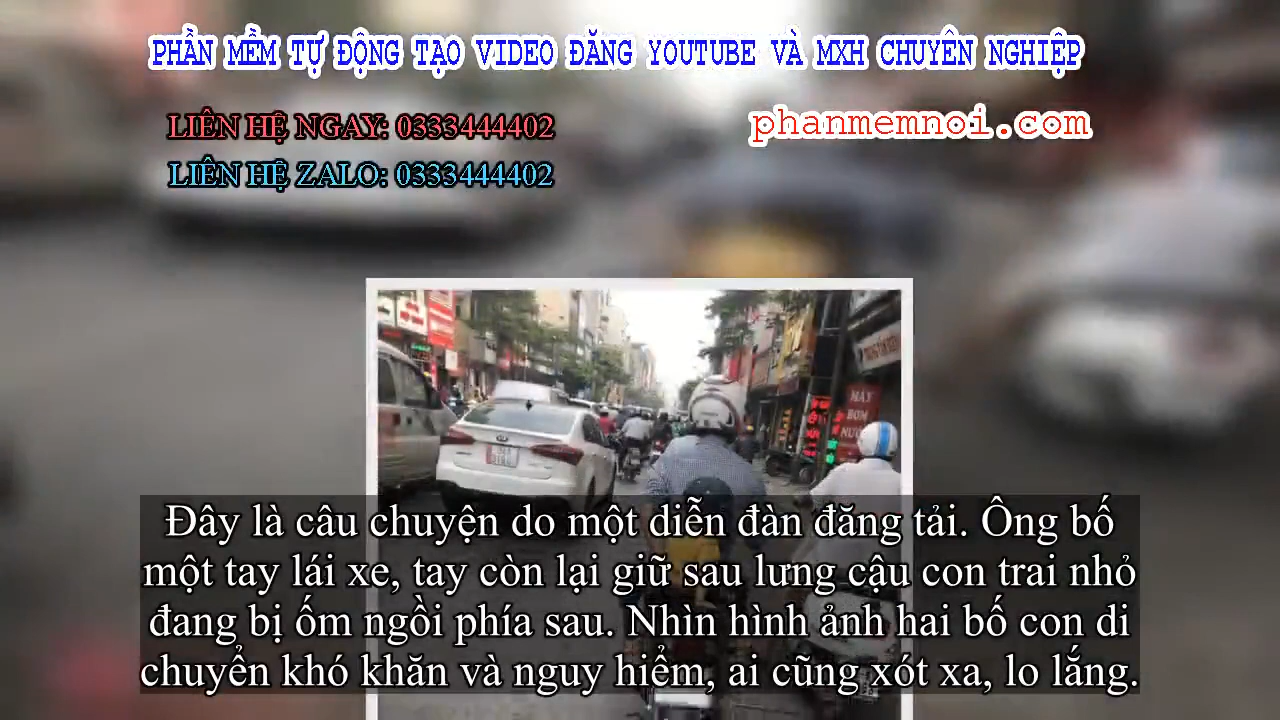 PHẦN MỀM TỰ ĐỘNG TẠO VIDEO ĐĂNG YOUTUBE VÀ MXH CHUYÊN NGHIỆP
LIÊN HỆ NGAY: 0333444402
phanmemnoi.com
LIÊN HỆ ZALO: 0333444402
MÁY
BƠM
Đây là câu chuyện do một diễn đàn đăng tải. Ông bố
một tay lái xe, tay còn lại giữ sau lưng cậu con trai nhỏ
đang bị ốm ngồi phía sau. Nhìn hình ảnh hai bố con di
chuyển khó khăn và nguy hiểm, ai cũng xót xa, lo lắng.